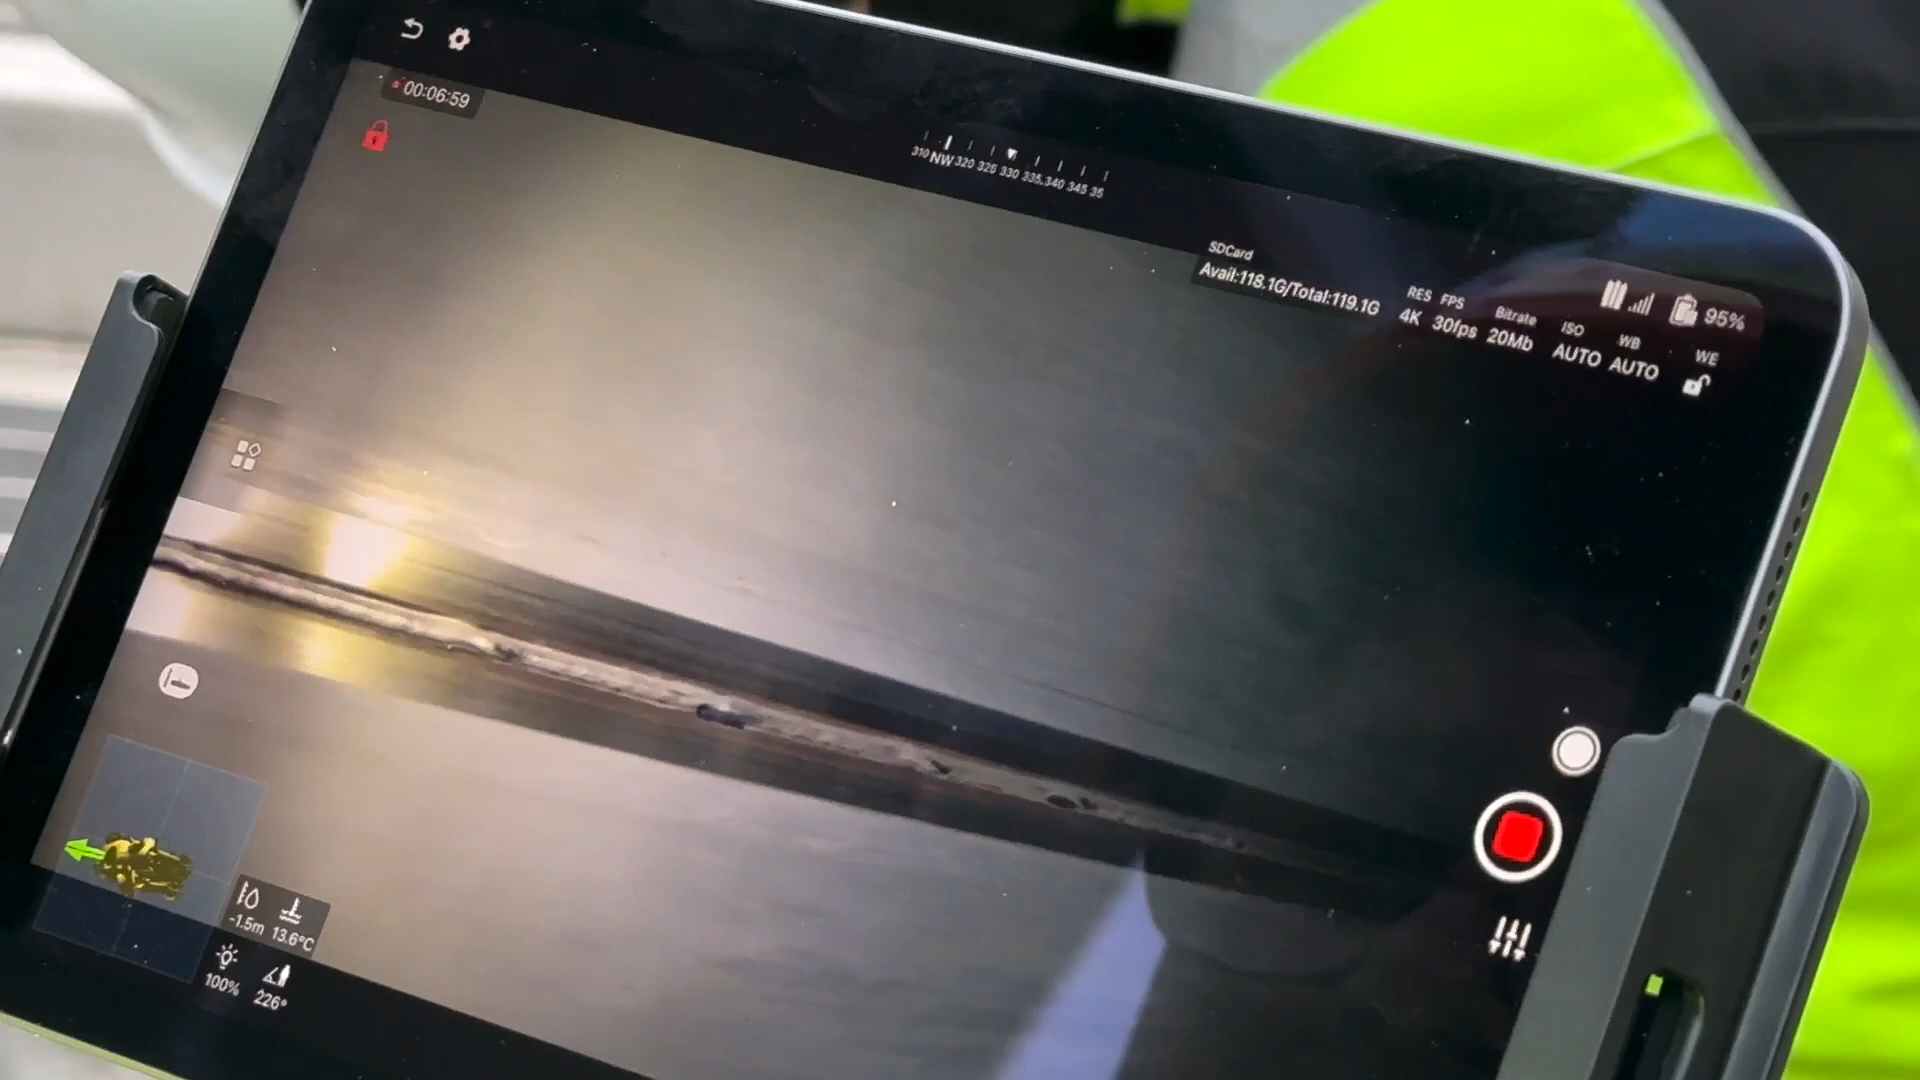 00:06:59
310 NW 320 325 330 335 340 345 35
SDCard
Avail:118.1G/Total:119.1G
RES FPS
4K 30fps
Bitrate
20Mb
ISO
AUTO
WB
AUTO
WE
95%
-1.5m 13.6°C
100% 226°